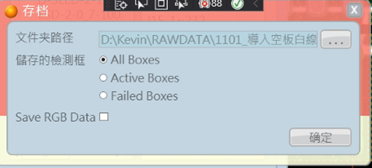 88
存档
文件夹路径 D:\Kevin\RAWDATA\1101_導入空板白線 ...
儲存的檢測框 All Boxes
Active Boxes
Failed Boxes
Save RGB Data
确定